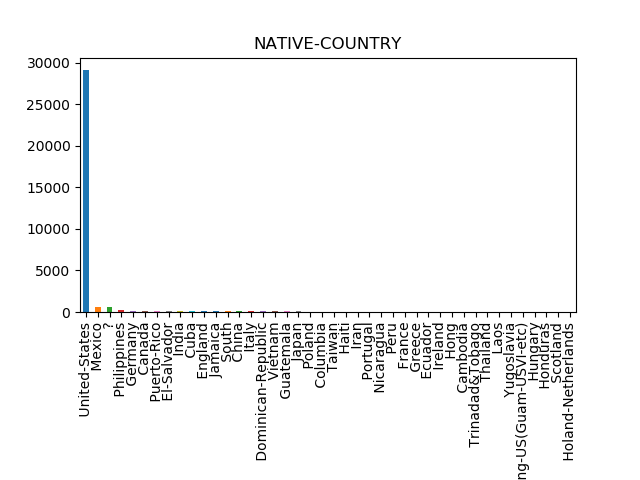 NATIVE-COUNTRY
30000
25000
20000
15000
10000
5000
0
United-States
Mexico
?
Philippines
Germany
Canada
Puerto-Rico
El-Salvador
India
Cuba
England
Jamaica
South
China
Italy
Dominican-Republic
Vietnam
Guatemala
Japan
Poland
Columbia
Taiwan
Haiti
Iran
Portugal
Nicaragua
Peru
France
Greece
Ecuador
Ireland
Hong
Cambodia
Trinadad&Tobago
Thailand
Laos
Yugoslavia
ng-US(Guam-USVI-etc)
Hungary
Honduras
Scotland
Holand-Netherlands